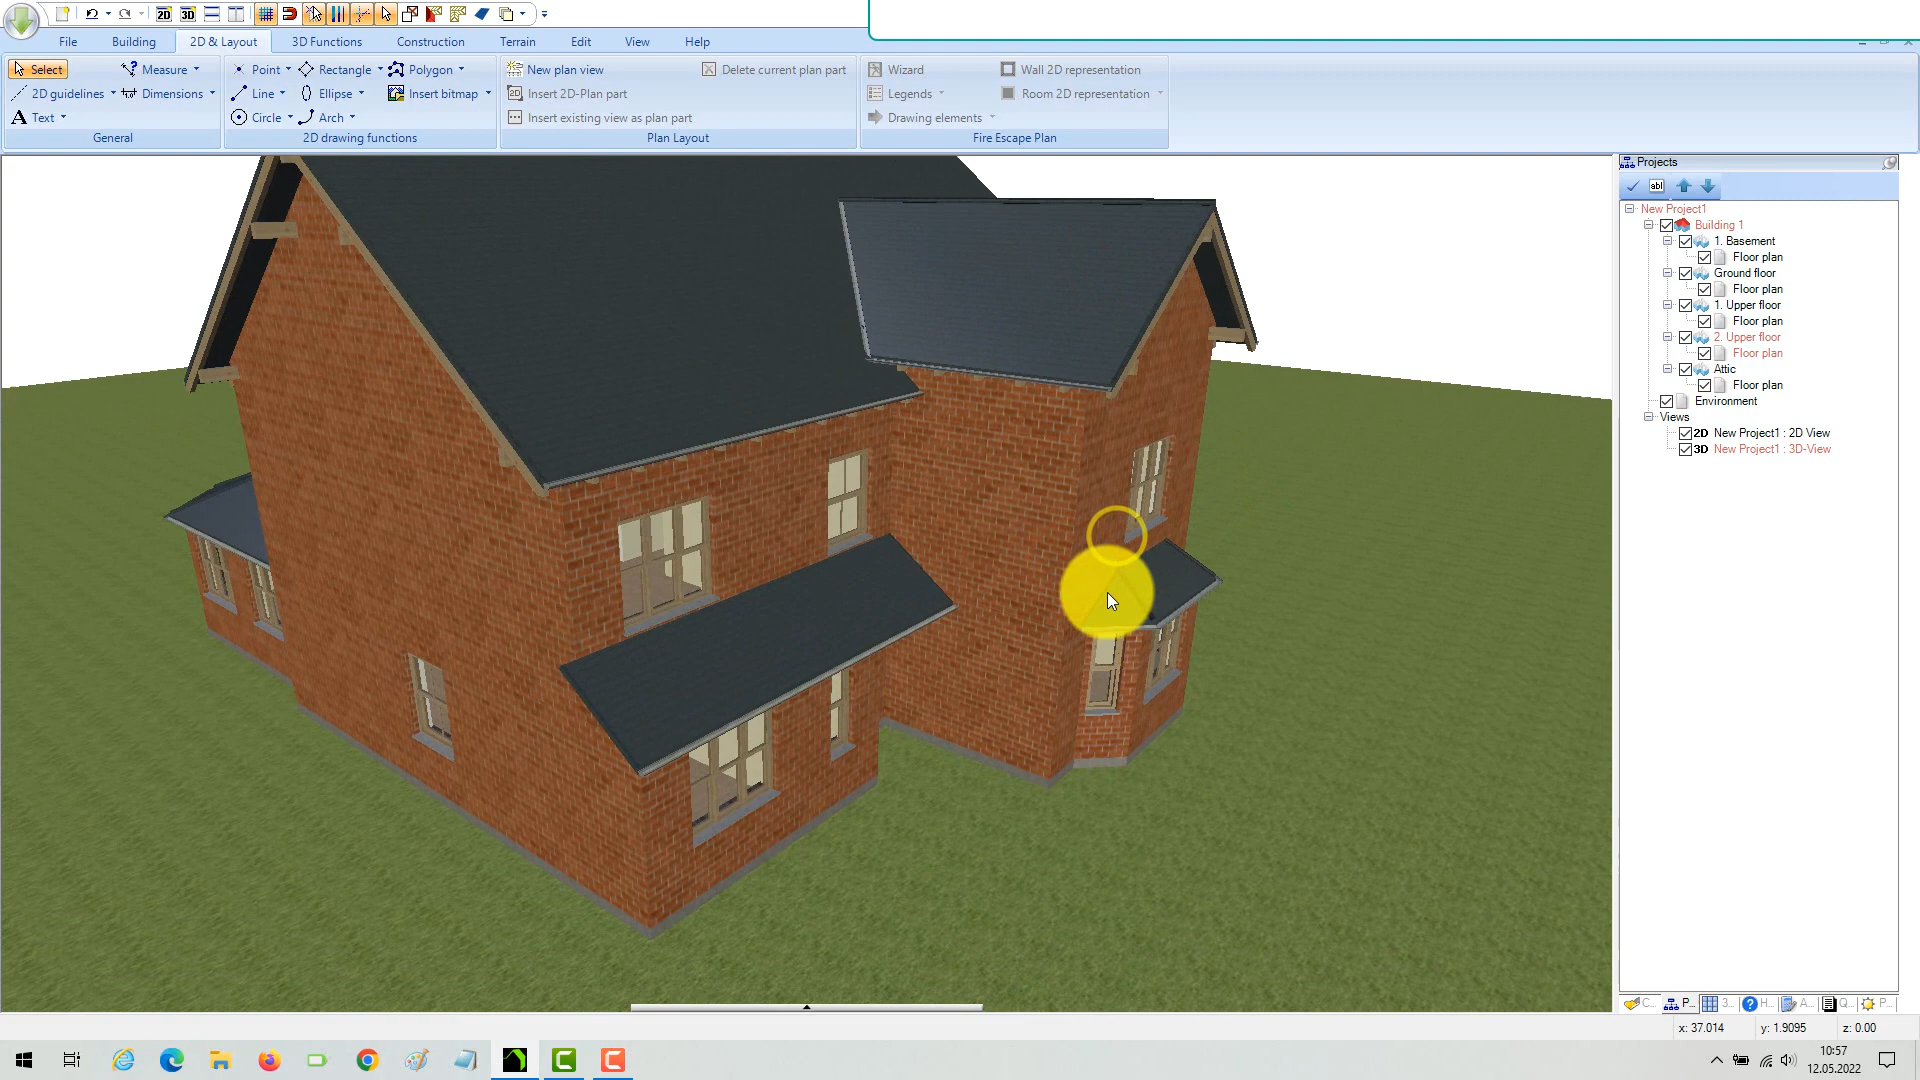 2D 3D
File Building 2D & Layout 3D Functions Construction Terrain Edit View Help
Select Measure Point Rectangle Polygon New plan view Delete current plan part Wizard Wall 2D representation
2D guidelines Dimensions Line Ellipse Insert bitmap Insert 2D-Plan part Legends Room 2D representation
Text Circle Arch Insert existing view as plan part Drawing elements
General 2D drawing functions Plan Layout Fire Escape Plan
Projects
abl
New Project1
Building 1
1. Basement
Floor plan
Ground floor
Floor plan
1. Upper floor
Floor plan
2. Upper floor
Floor plan
Attic
Floor plan
Environment
Views
2D New Project1 : 2D View
3D New Project1 : 3D-View
C... P... 3... H... A... Q... P...
x: 37.014 y: 1.9095 z: 0.00
10:57
12.05.2022